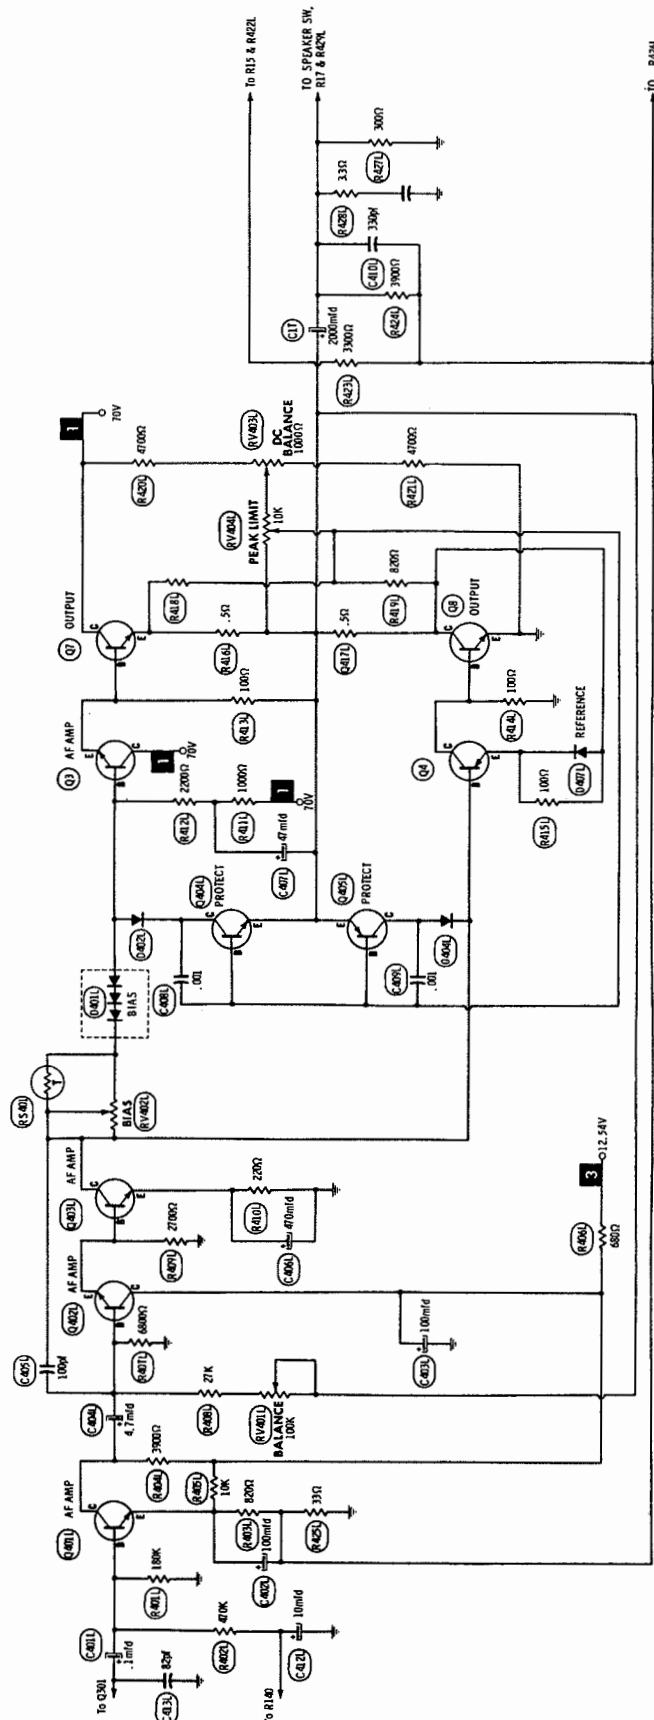 To Q301
C401L
.1mfd
82pf
C413L
To R140
R402L
470K
C412L
10mfd
R401L
180K
Q401L
AF AMP
B
C
E
R404L
3900Ω
R405L
10K
R403L
820Ω
C402L
100mfd
R425L
33Ω
C404L
4.7mfd
C405L
100pf
R407L
6800Ω
R408L
27K
RV401L
BALANCE
100K
Q402L
AF AMP
E
B
C
R409L
2700Ω
C403L
100mfd
Q403L
AF AMP
C
B
E
R410L
220Ω
C406L
470mfd
R406L
680Ω
3
12.54V
RS401
T
BIAS
RV402L
D401L
BIAS
D402L
C408L
.001
Q404L
PROTECT
C
B
E
Q405L
PROTECT
E
B
C
C409L
.001
D404L
C407L
47mfd
R412L
2200Ω
R411L
1000Ω
1
70V
Q3
AF AMP
E
B
C
1
70V
R413L
100Ω
Q4
C
B
E
R414L
100Ω
R415L
100Ω
D407L
REFERENCE
Q7
OUTPUT
C
B
E
R416L
.5Ω
Q417L
.5Ω
R418L
R419L
820Ω
Q8
OUTPUT
C
B
E
PEAK LIMIT
RV404L
10K
R420L
4700Ω
RV403L
DC
BALANCE
1000Ω
R421L
4700Ω
1
70V
C17
2000mfd
R423L
3300Ω
R424L
3900Ω
C410L
330pf
R428L
3.3Ω
R427L
300Ω
To R15 & R422L
TO SPEAKER SW,
R17 & R429L
TO